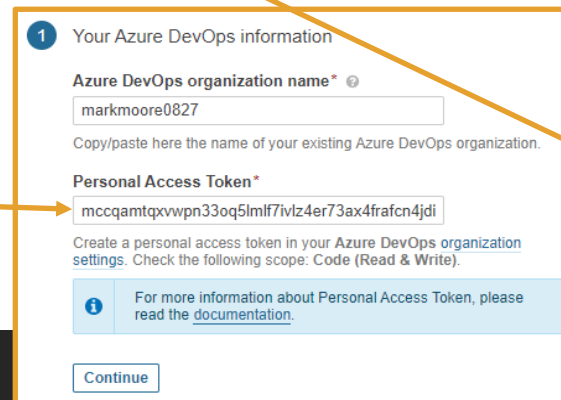 1 Your Azure DevOps information
Azure DevOps organization name*
markmoore0827
Copy/paste here the name of your existing Azure DevOps organization.
Personal Access Token*
mccqamtqxvwpn33oq5lmlf7ivlz4er73ax4frafcn4jdi
Create a personal access token in your Azure DevOps organization
settings. Check the following scope: Code (Read & Write).
For more information about Personal Access Token, please
read the documentation.
Continue